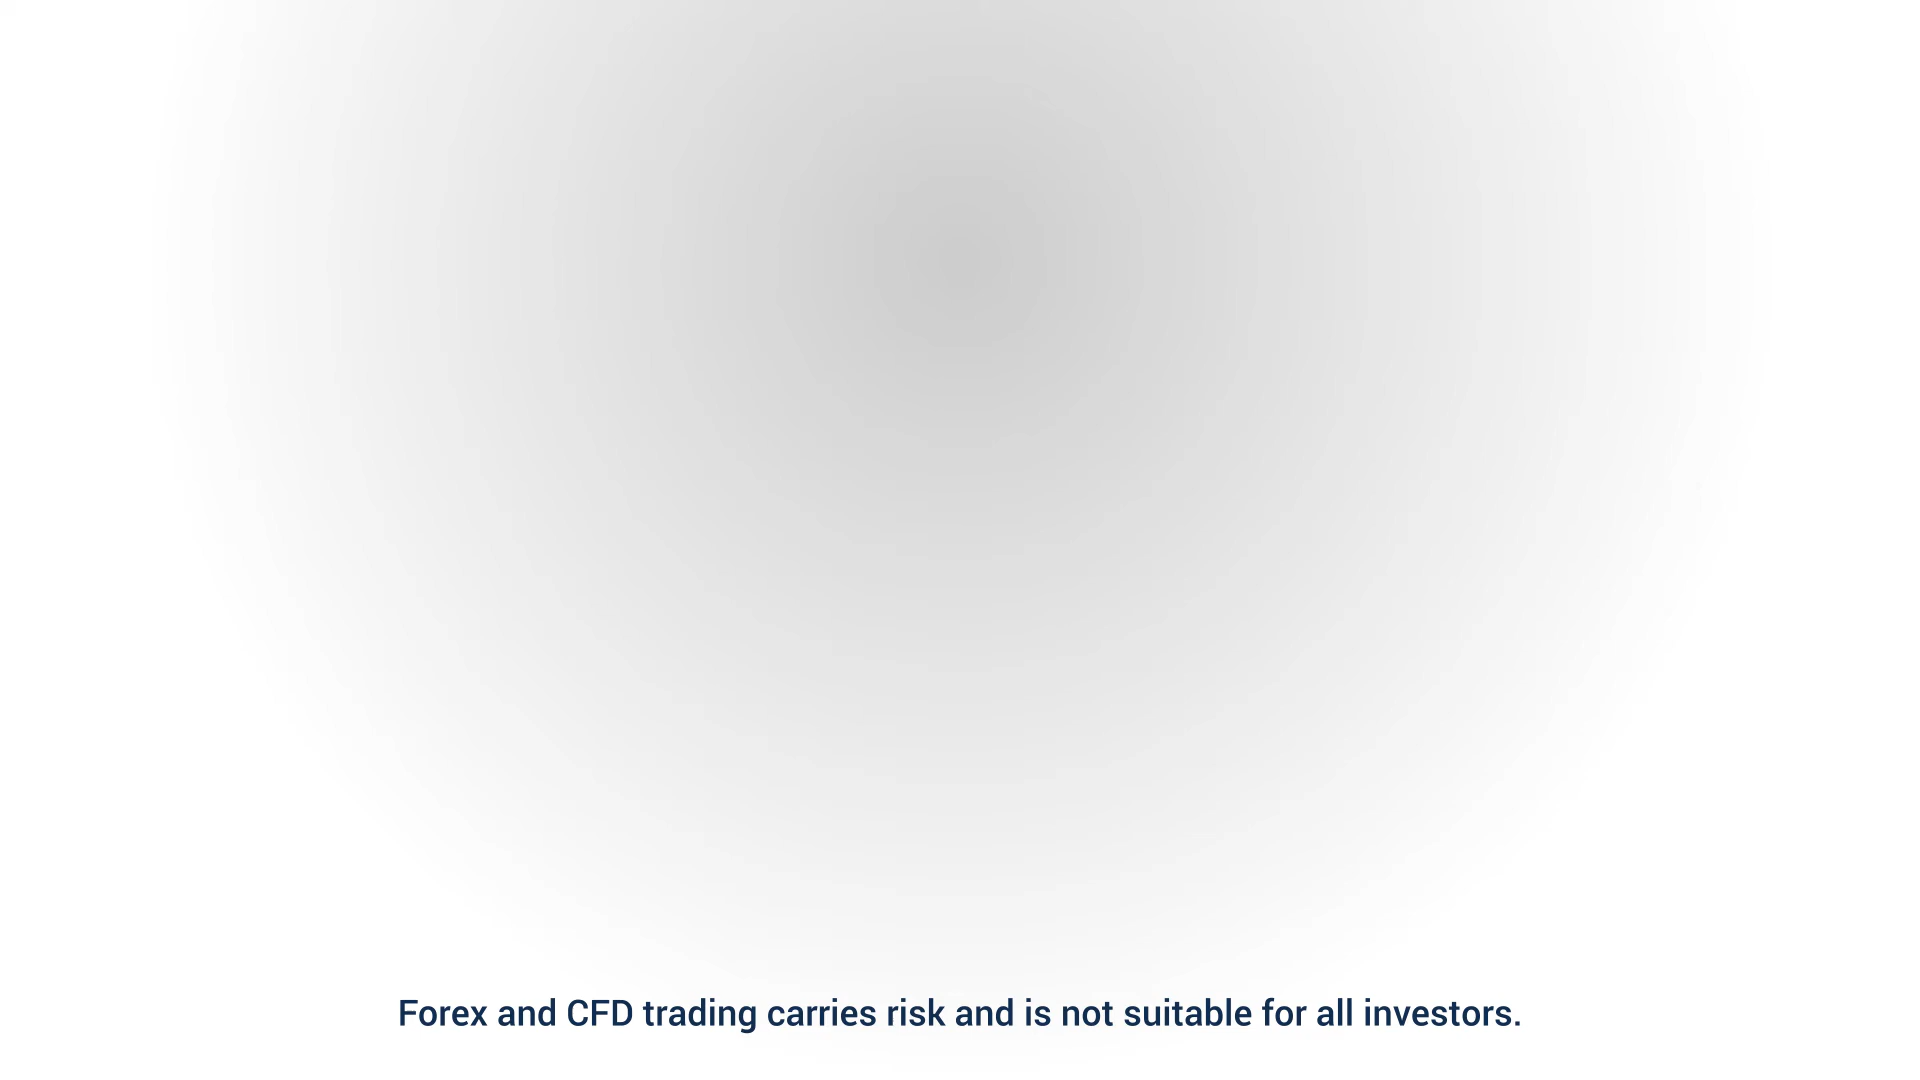 Forex and CFD trading carries risk and is not suitable for all investors.